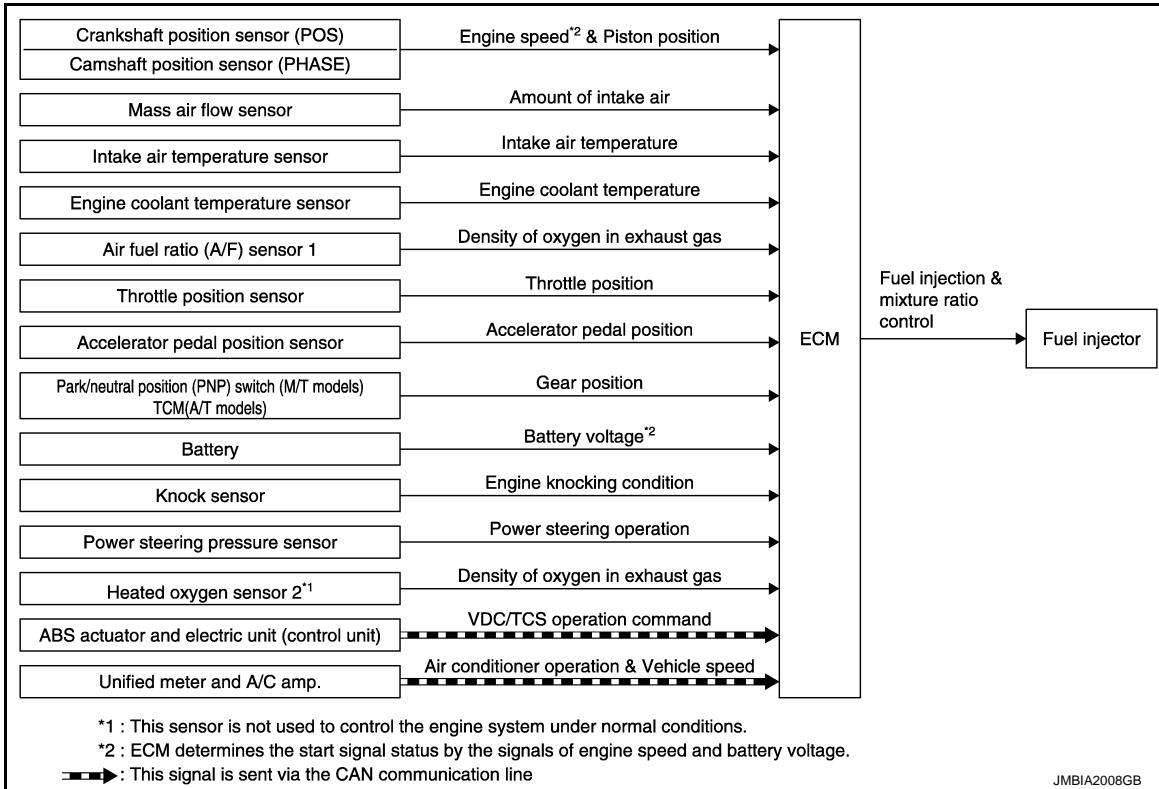 Crankshaft position sensor (POS)
Camshaft position sensor (PHASE)
Engine speed*2 & Piston position
Mass air flow sensor
Amount of intake air
Intake air temperature sensor
Intake air temperature
Engine coolant temperature sensor
Engine coolant temperature
Air fuel ratio (A/F) sensor 1
Density of oxygen in exhaust gas
Throttle position sensor
Throttle position
Accelerator pedal position sensor
Accelerator pedal position
Park/neutral position (PNP) switch (M/T models)
TCM(A/T models)
Gear position
Battery
Battery voltage*2
Knock sensor
Engine knocking condition
Power steering pressure sensor
Power steering operation
Heated oxygen sensor 2*1
Density of oxygen in exhaust gas
ABS actuator and electric unit (control unit)
VDC/TCS operation command
Unified meter and A/C amp.
Air conditioner operation & Vehicle speed
ECM
Fuel injection &
mixture ratio
control
Fuel injector
*1 : This sensor is not used to control the engine system under normal conditions.
*2 : ECM determines the start signal status by the signals of engine speed and battery voltage.
: This signal is sent via the CAN communication line
JMBIA2008GB